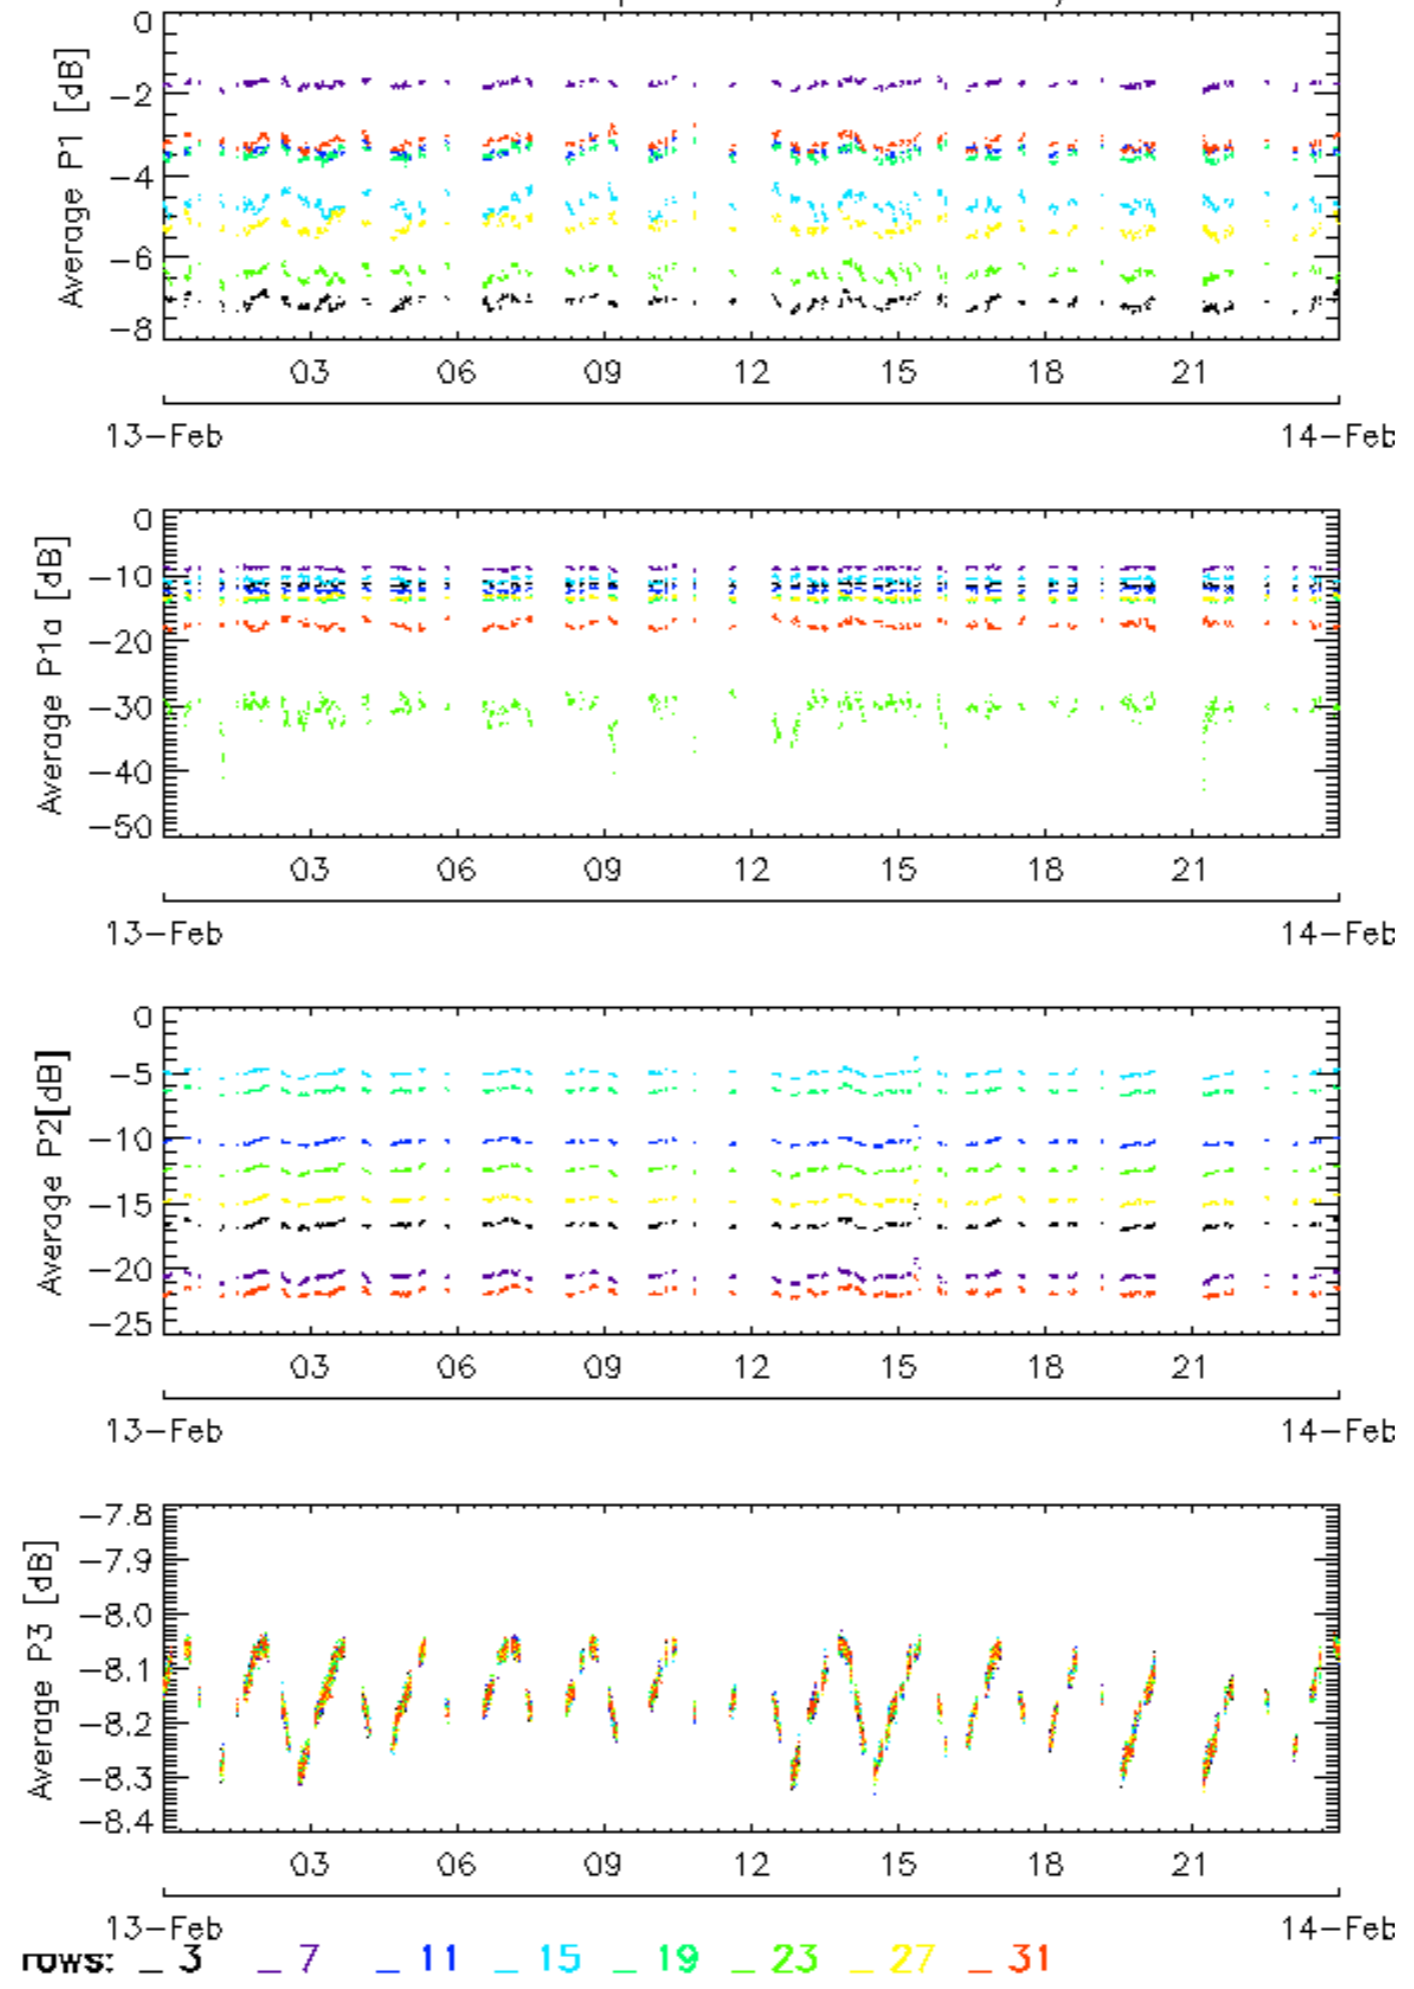 0
-2
-4
-6
-8
Average P1 [dB]
03 06 09 12 15 18 21
13-Feb 14-Feb
0
-10
-20
-30
-40
-50
Average P1a [dB]
03 06 09 12 15 18 21
13-Feb 14-Feb
0
-5
-10
-15
-20
-25
Average P2[dB]
03 06 09 12 15 18 21
13-Feb 14-Feb
-7.8
-7.9
-8.0
-8.1
-8.2
-8.3
-8.4
Average P3 [dB]
03 06 09 12 15 18 21
13-Feb 14-Feb
rows: _ 3 _ 7 _ 11 _ 15 _ 19 _ 23 _ 27 _ 31